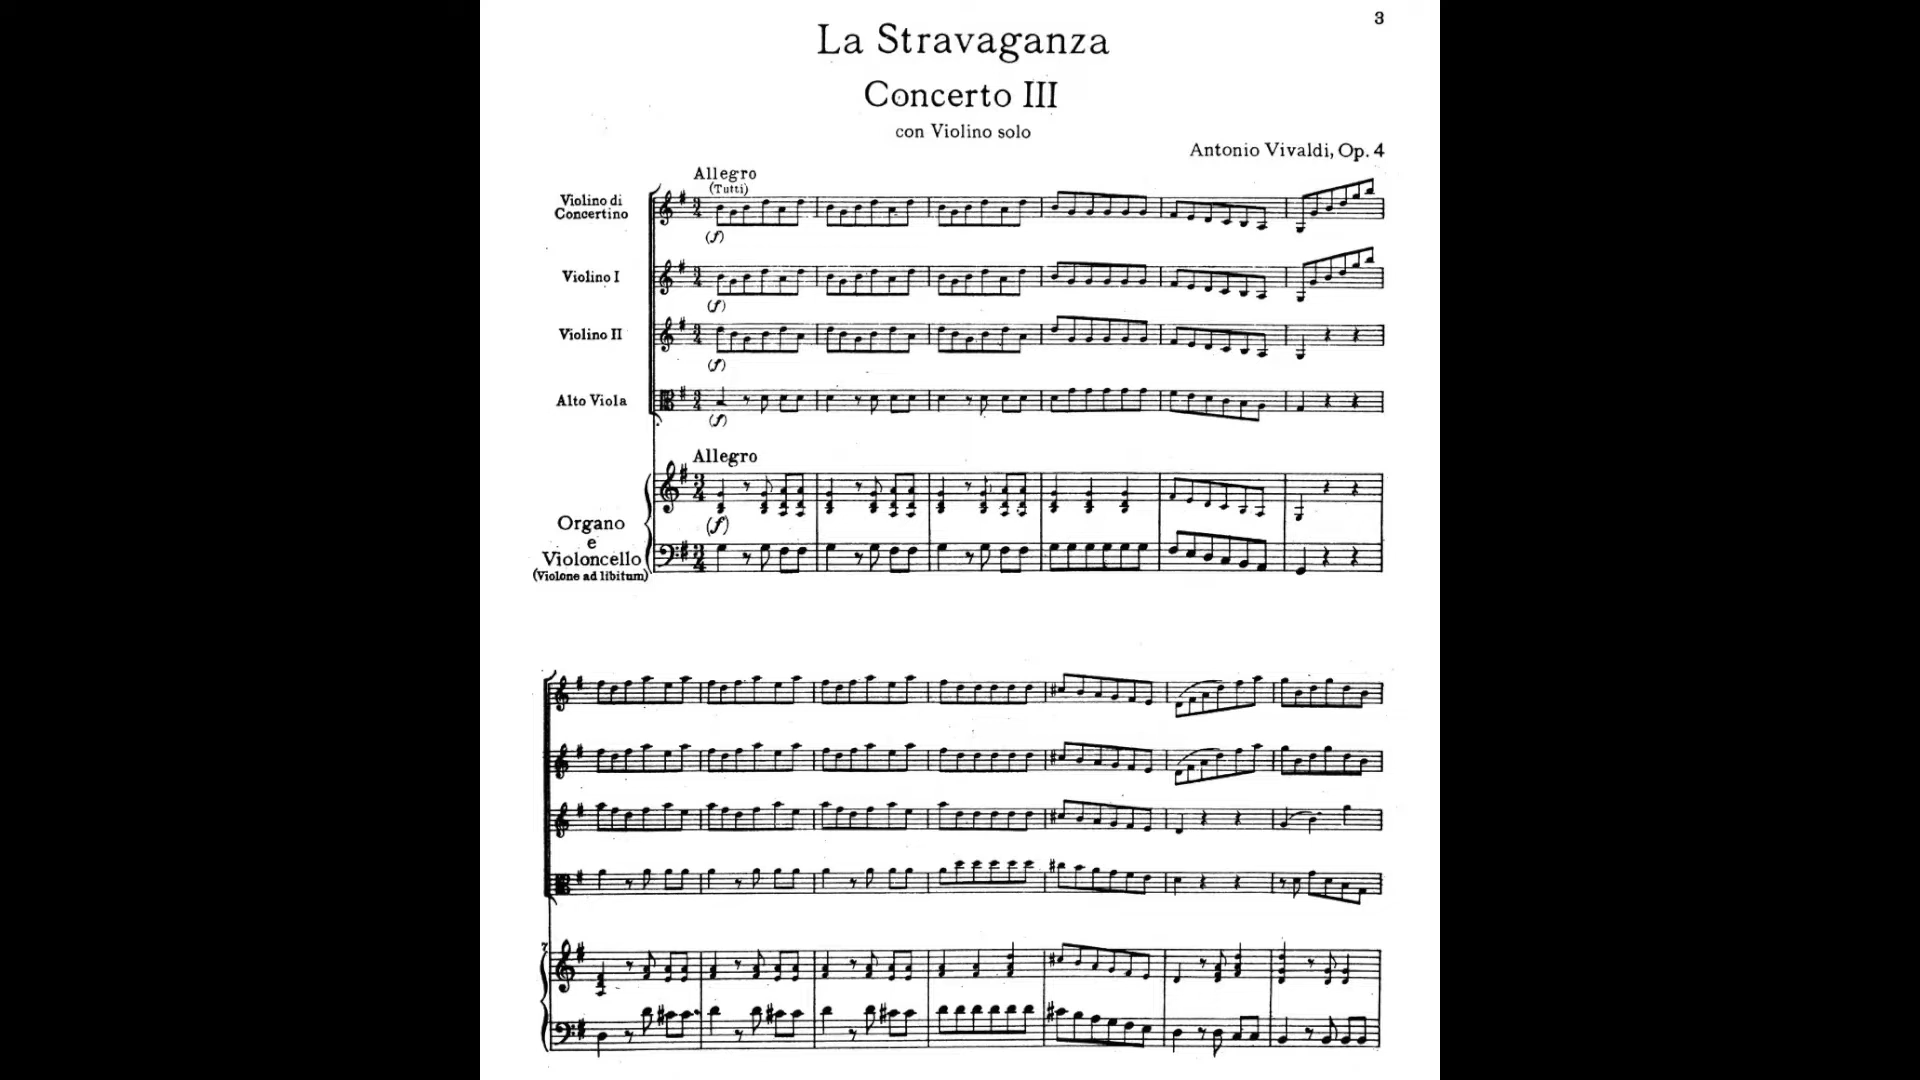 3
La Stravaganza
Concerto III
con Violino solo
Antonio Vivaldi, Op. 4
Allegro
(Tutti)
Violino di
Concertino
(f)
Violino I
(f)
Violino II
(f)
Alto Viola
(f)
Allegro
Organo
e
Violoncello
(Violone ad libitum)
(f)
7